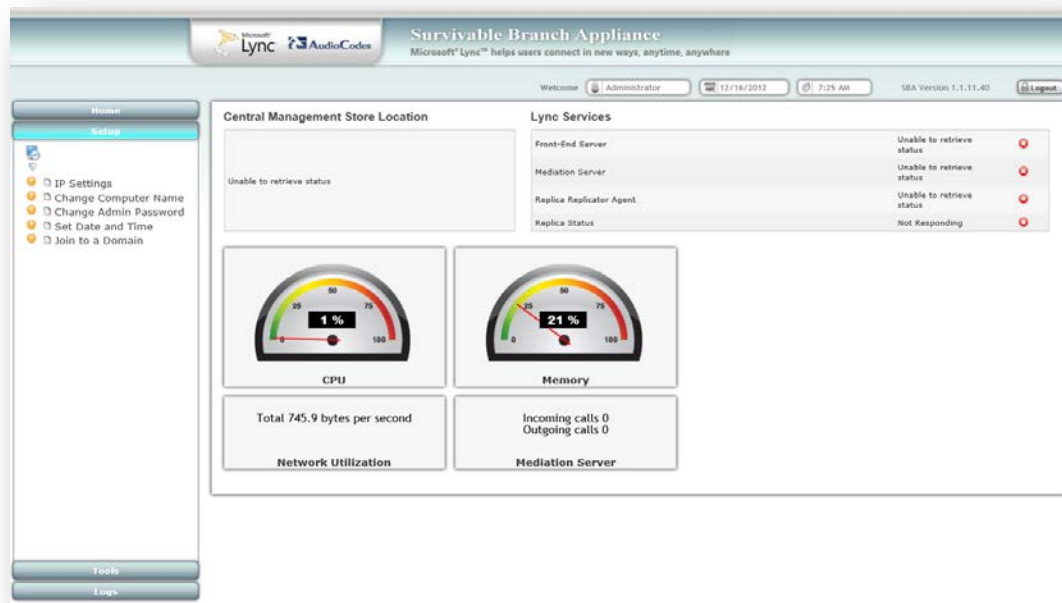 Microsoft®
Lync
AudioCodes
Survivable Branch Appliance
Microsoft® Lync™ helps users connect in new ways, anytime, anywhere
Welcome Administrator 12/16/2012 7:25 AM SBA Version 1.1.11.40 Logout
Home
Setup
IP Settings
Change Computer Name
Change Admin Password
Set Date and Time
Join to a Domain
Tools
Logs
Central Management Store Location
Unable to retrieve status
Lync Services
Front-End Server Unable to retrieve status
Mediation Server Unable to retrieve status
Replica Replicator Agent Unable to retrieve status
Replica Status Not Responding
0 25 50 75 100
1 %
CPU
0 25 50 75 100
21 %
Memory
Total 745.9 bytes per second
Network Utilization
Incoming calls 0
Outgoing calls 0
Mediation Server